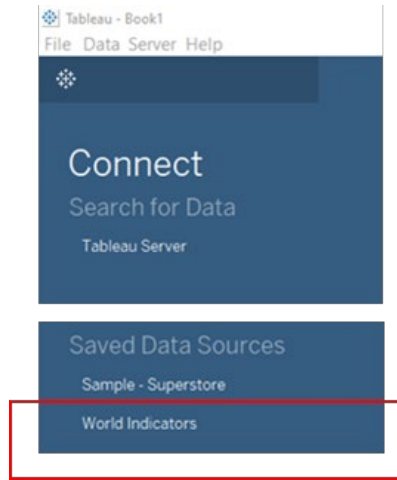 Tableau - Book1
File Data Server Help
Connect
Search for Data
Tableau Server
Saved Data Sources
Sample - Superstore
World Indicators